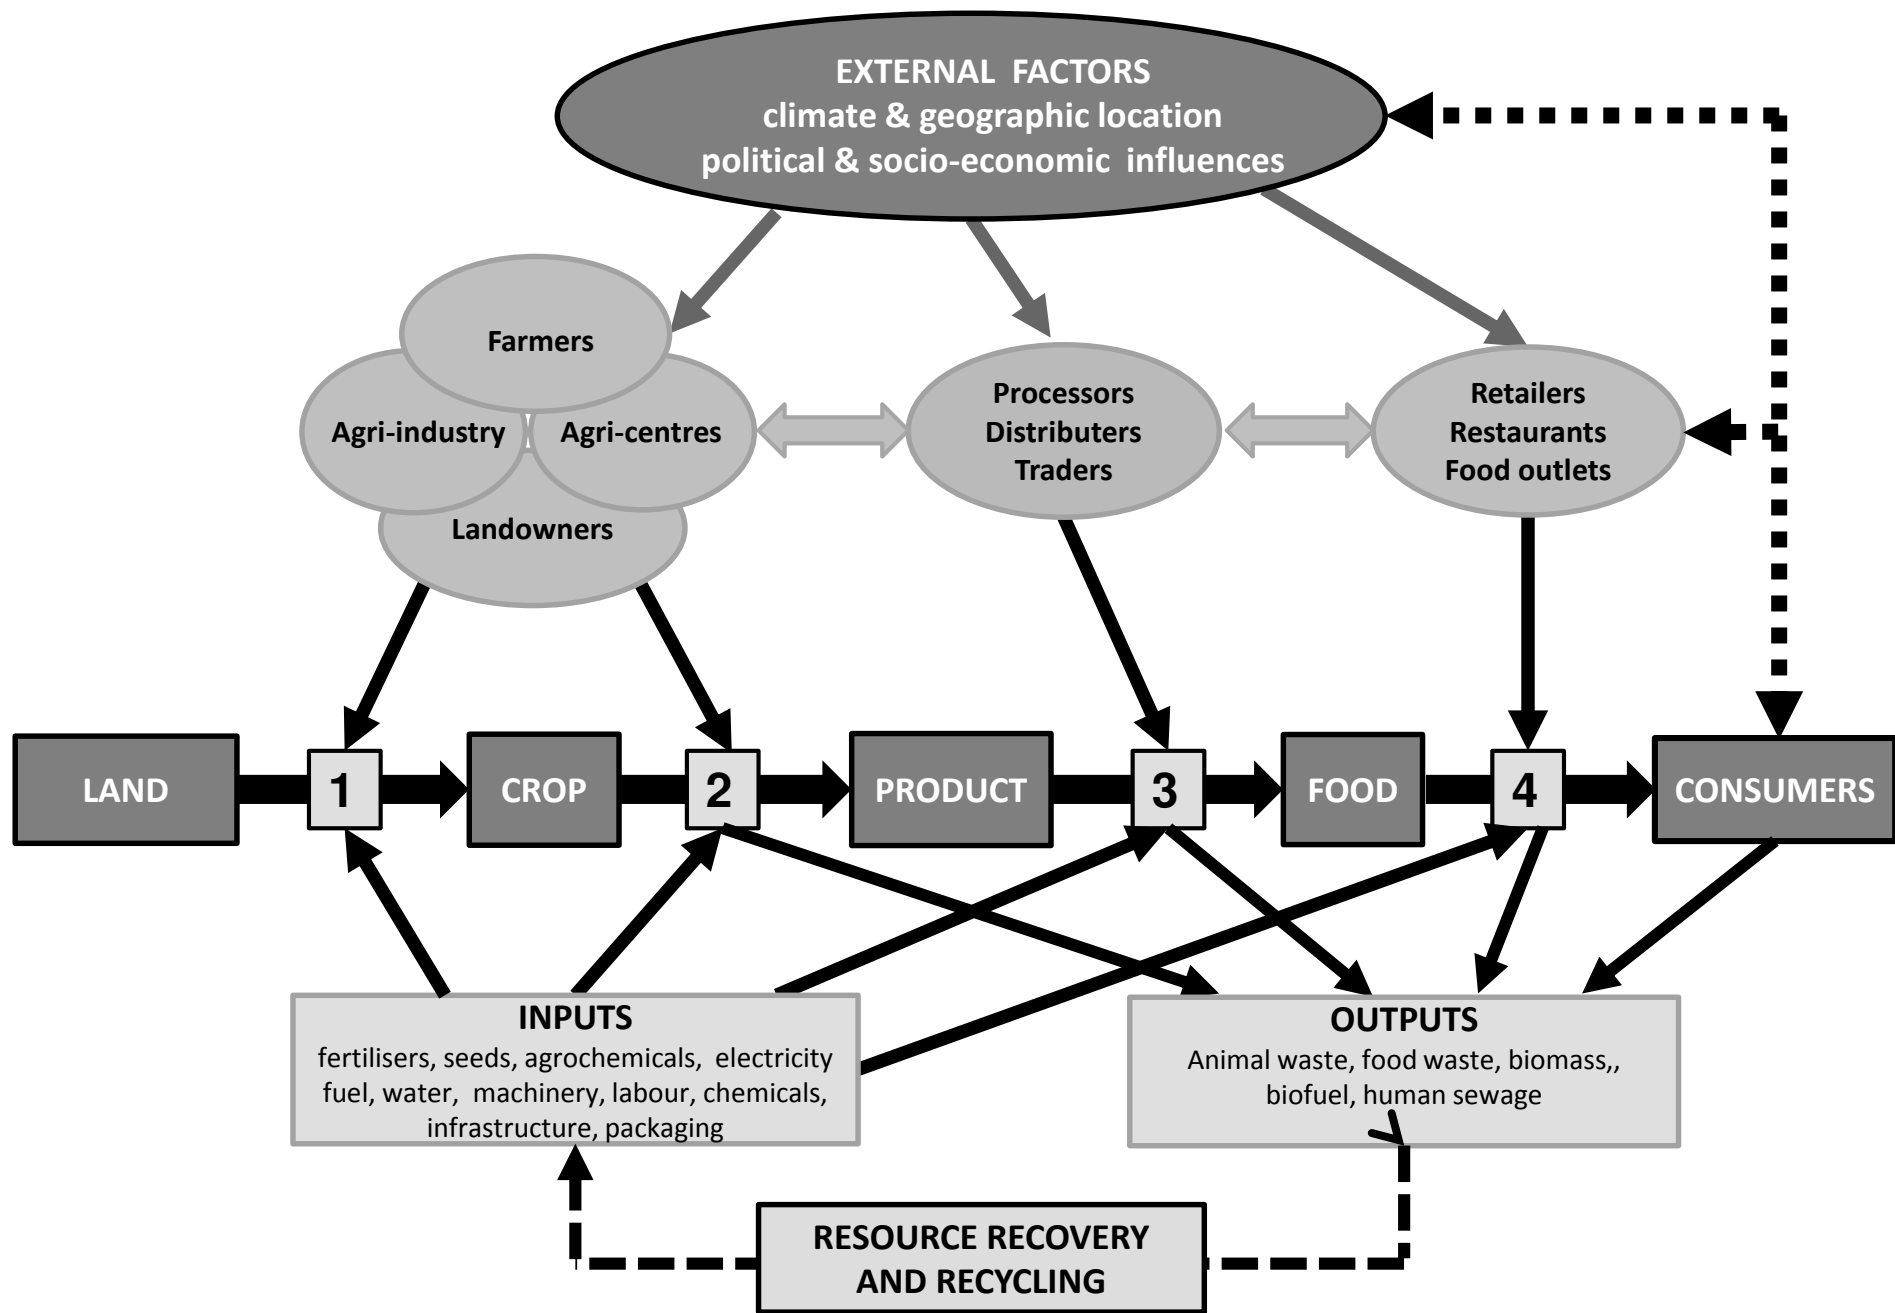 EXTERNAL FACTORS
climate & geographic location
political & socio-economic influences
Farmers
Agri-industry
Agri-centres
Landowners
Processors
Distributers
Traders
Retailers
Restaurants
Food outlets
LAND
1
CROP
2
PRODUCT
3
FOOD
4
CONSUMERS
INPUTS
fertilisers, seeds, agrochemicals, electricity
fuel, water, machinery, labour, chemicals,
infrastructure, packaging
OUTPUTS
Animal waste, food waste, biomass,,
biofuel, human sewage
RESOURCE RECOVERY
AND RECYCLING